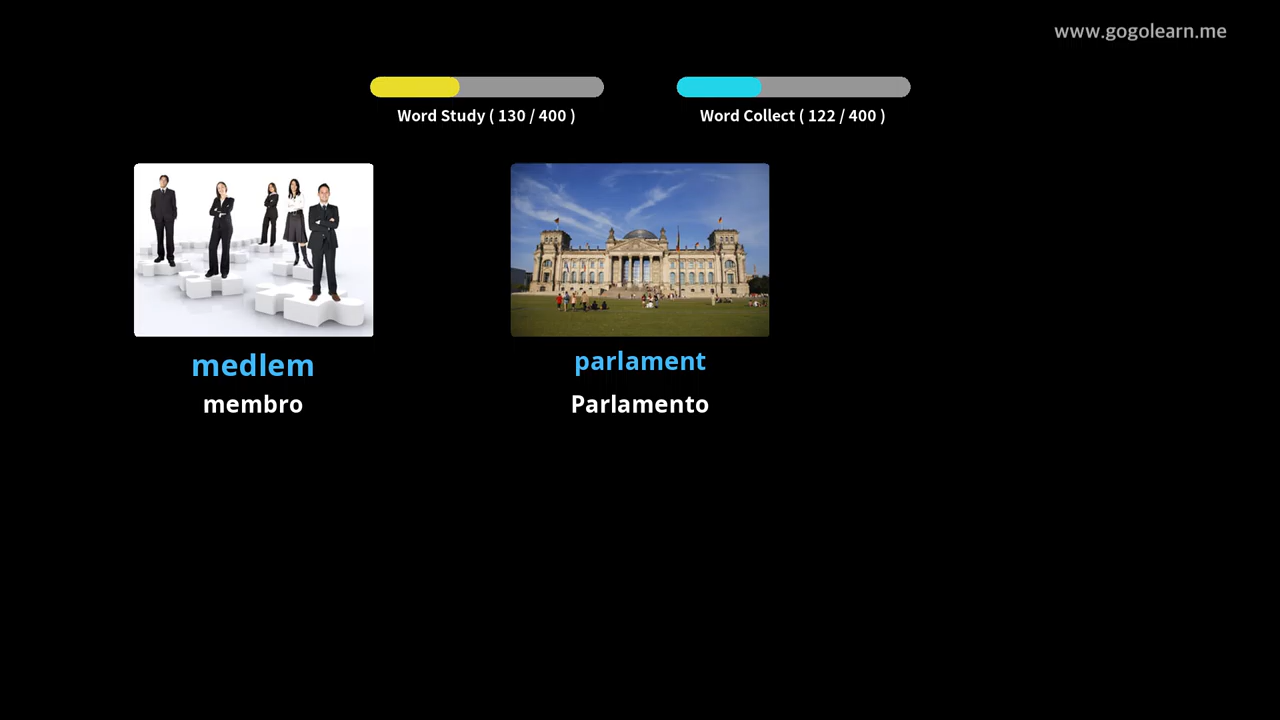 www.gogolearn.me
Word Study ( 130 / 400 )
Word Collect ( 122 / 400 )
medlem
membro
parlament
Parlamento